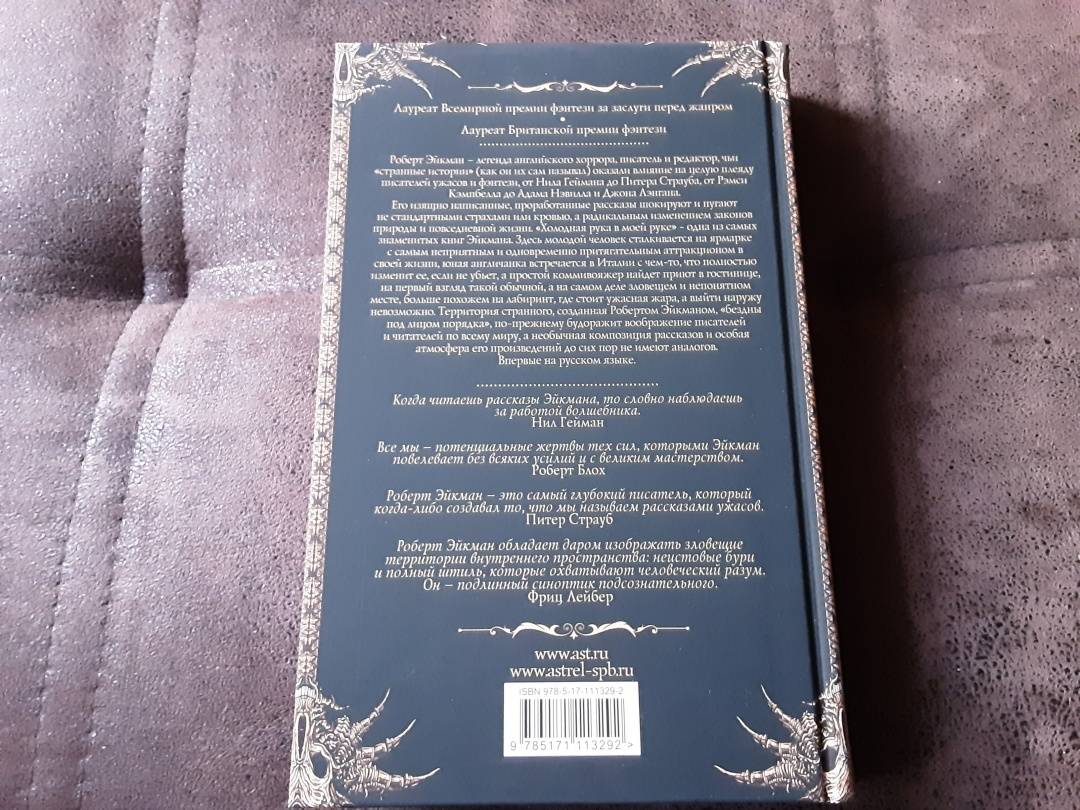 Лауреат Всемирной премии фэнтези за заслуги перед жанром
•
Лауреат Британской премии фэнтези
Роберт Эйкман – легенда английского хоррора, писатель и редактор, чьи
«странные истории» (как он их сам называл) оказали влияние на целую плеяду
писателей ужасов и фэнтези, от Нила Геймана до Питера Страуба, от Рэмси
Кэмпбелла до Адама Нэвилла и Джона Лэнгана.
Его изящно написанные, проработанные рассказы шокируют и пугают
не стандартными страхами или кровью, а радикальным изменением законов
природы и повседневной жизни. «Холодная рука в моей руке» - одна из самых
знаменитых книг Эйкмана. Здесь молодой человек сталкивается на ярмарке
с самым неприятным и одновременно притягательным аттракционом в
своей жизни, юная англичанка встречается в Италии с чем-то, что полностью
изменит ее, если не убьет, а простой коммивояжер найдет приют в гостинице,
на первый взгляд такой обычной, а на самом деле зловещем и непонятном
месте, больше похожем на лабиринт, где стоит ужасная жара, а выйти наружу
невозможно. Территория странного, созданная Робертом Эйкманом, «бездны
под лицом порядка», по-прежнему будоражит воображение писателей
и читателей по всему миру, а необычная композиция рассказов и особая
атмосфера его произведений до сих пор не имеют аналогов.
Впервые на русском языке.
Когда читаешь рассказы Эйкмана, то словно наблюдаешь
за работой волшебника.
Нил Гейман
Все мы – потенциальные жертвы тех сил, которыми Эйкман
повелевает без всяких усилий и с великим мастерством.
Роберт Блох
Роберт Эйкман – это самый глубокий писатель, который
когда-либо создавал то, что мы называем рассказами ужасов.
Питер Страуб
Роберт Эйкман обладает даром изображать зловещие
территории внутреннего пространства: неистовые бури
и полный штиль, которые охватывают человеческий разум.
Он – подлинный синоптик подсознательного.
Фриц Лейбер
www.ast.ru
www.astrel-spb.ru
ISBN 978-5-17-111329-2
9 785171 113292>